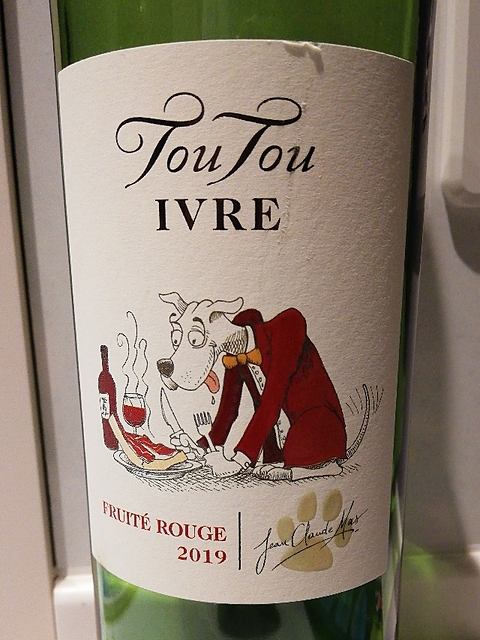 TouTou
IVRE
FRUITÉ ROUGE
2019
Jean Claude Mas